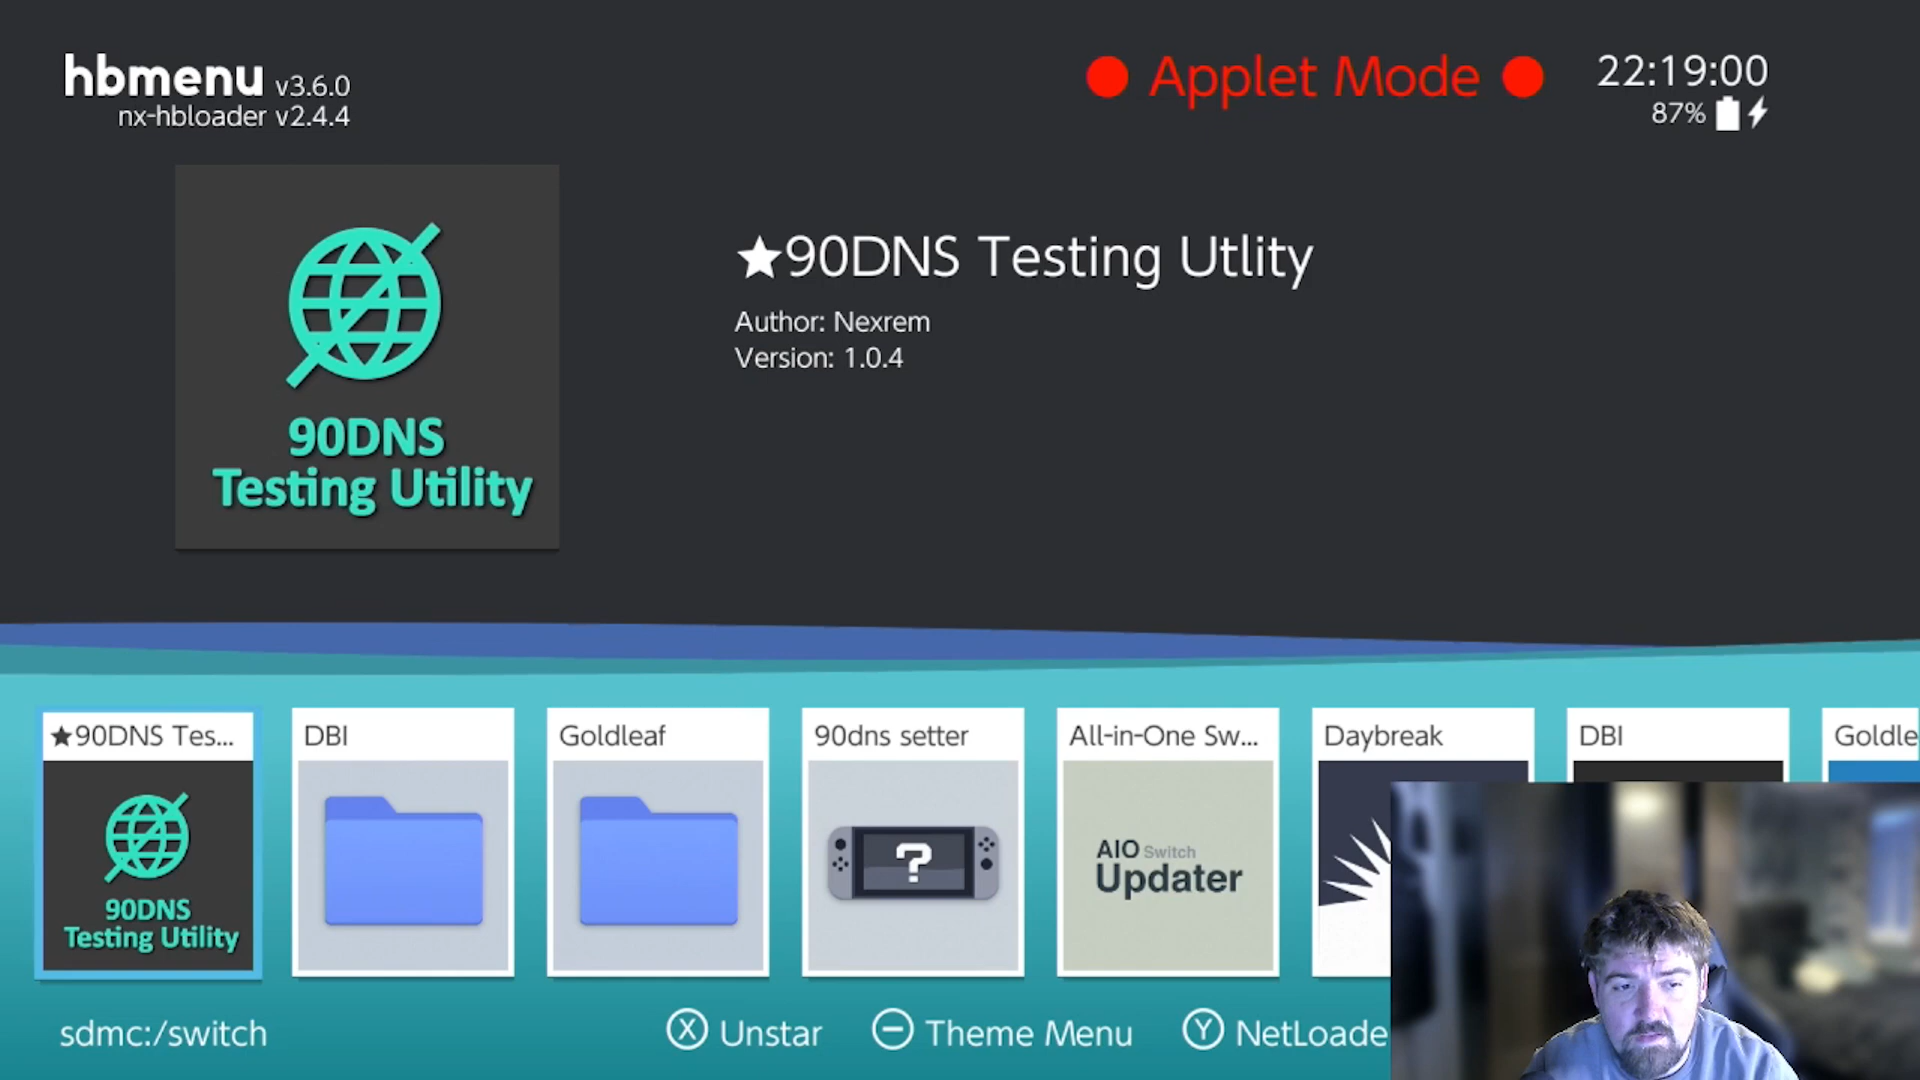 hbmenu v3.6.0
nx-hbloader v2.4.4
Applet Mode
22:19:00
87%
90DNS
Testing Utility
★90DNS Testing Utlity
Author: Nexrem
Version: 1.0.4
★90DNS Tes...
DBI
Goldleaf
90dns setter
All-in-One Sw...
Daybreak
DBI
Goldle
90DNS
Testing Utility
?
AIO Switch
Updater
sdmc:/switch
X Unstar
Theme Menu
Y NetLoade